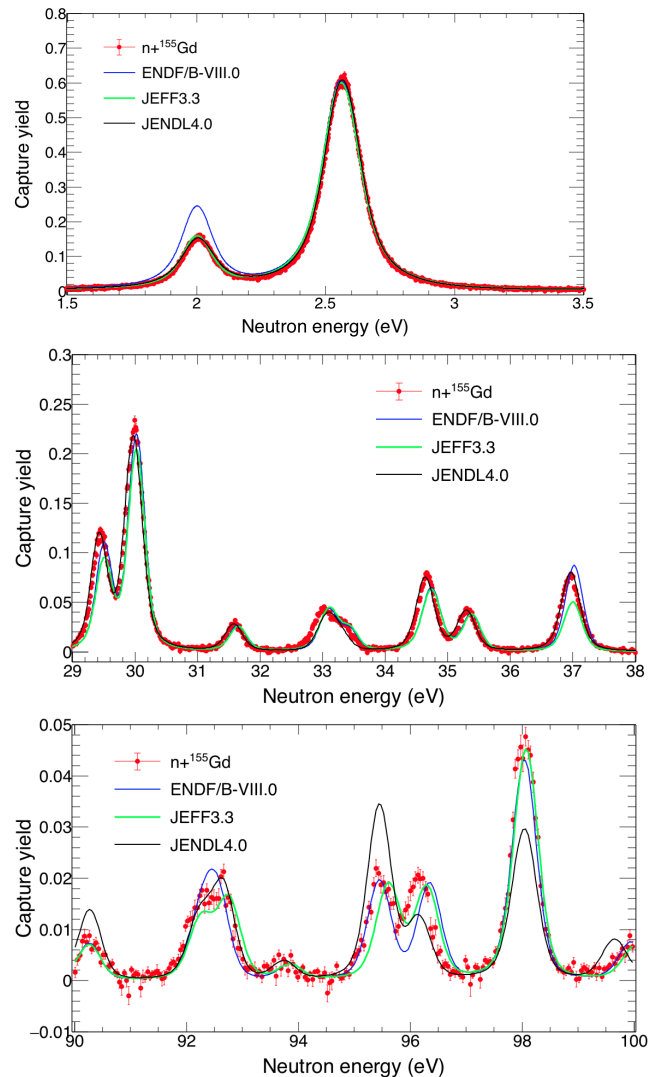 0.8
0.7
0.6
0.5
0.4
0.3
0.2
0.1
0
Capture yield
n+¹⁵⁵Gd
ENDF/B-VIII.0
JEFF3.3
JENDL4.0
1.5 2 2.5 3 3.5
Neutron energy (eV)
0.3
0.25
0.2
0.15
0.1
0.05
0
Capture yield
n+¹⁵⁵Gd
ENDF/B-VIII.0
JEFF3.3
JENDL4.0
29 30 31 32 33 34 35 36 37 38
Neutron energy (eV)
0.05
0.04
0.03
0.02
0.01
0
−0.01
Capture yield
n+¹⁵⁵Gd
ENDF/B-VIII.0
JEFF3.3
JENDL4.0
90 92 94 96 98 100
Neutron energy (eV)